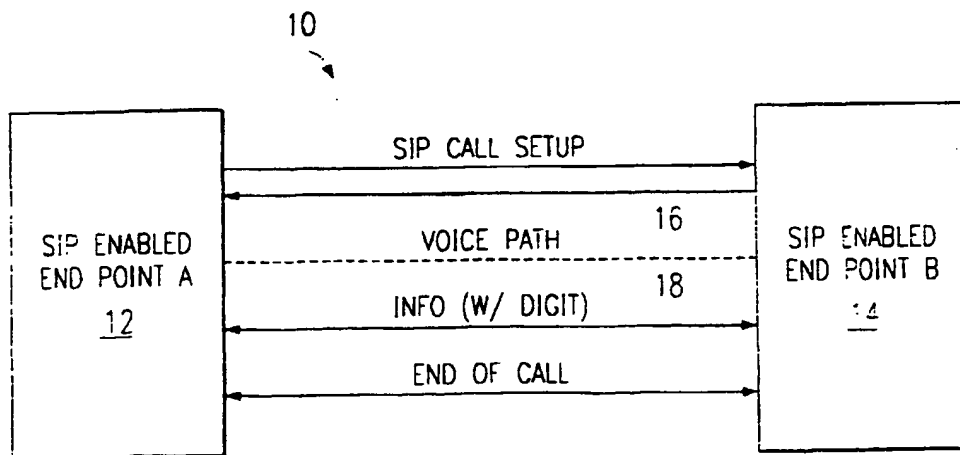 10
SIP CALL SETUP
16
VOICE PATH
18
INFO (W/ DIGIT)
END OF CALL
SIP ENABLED
END POINT A
12
SIP ENABLED
END POINT B
14